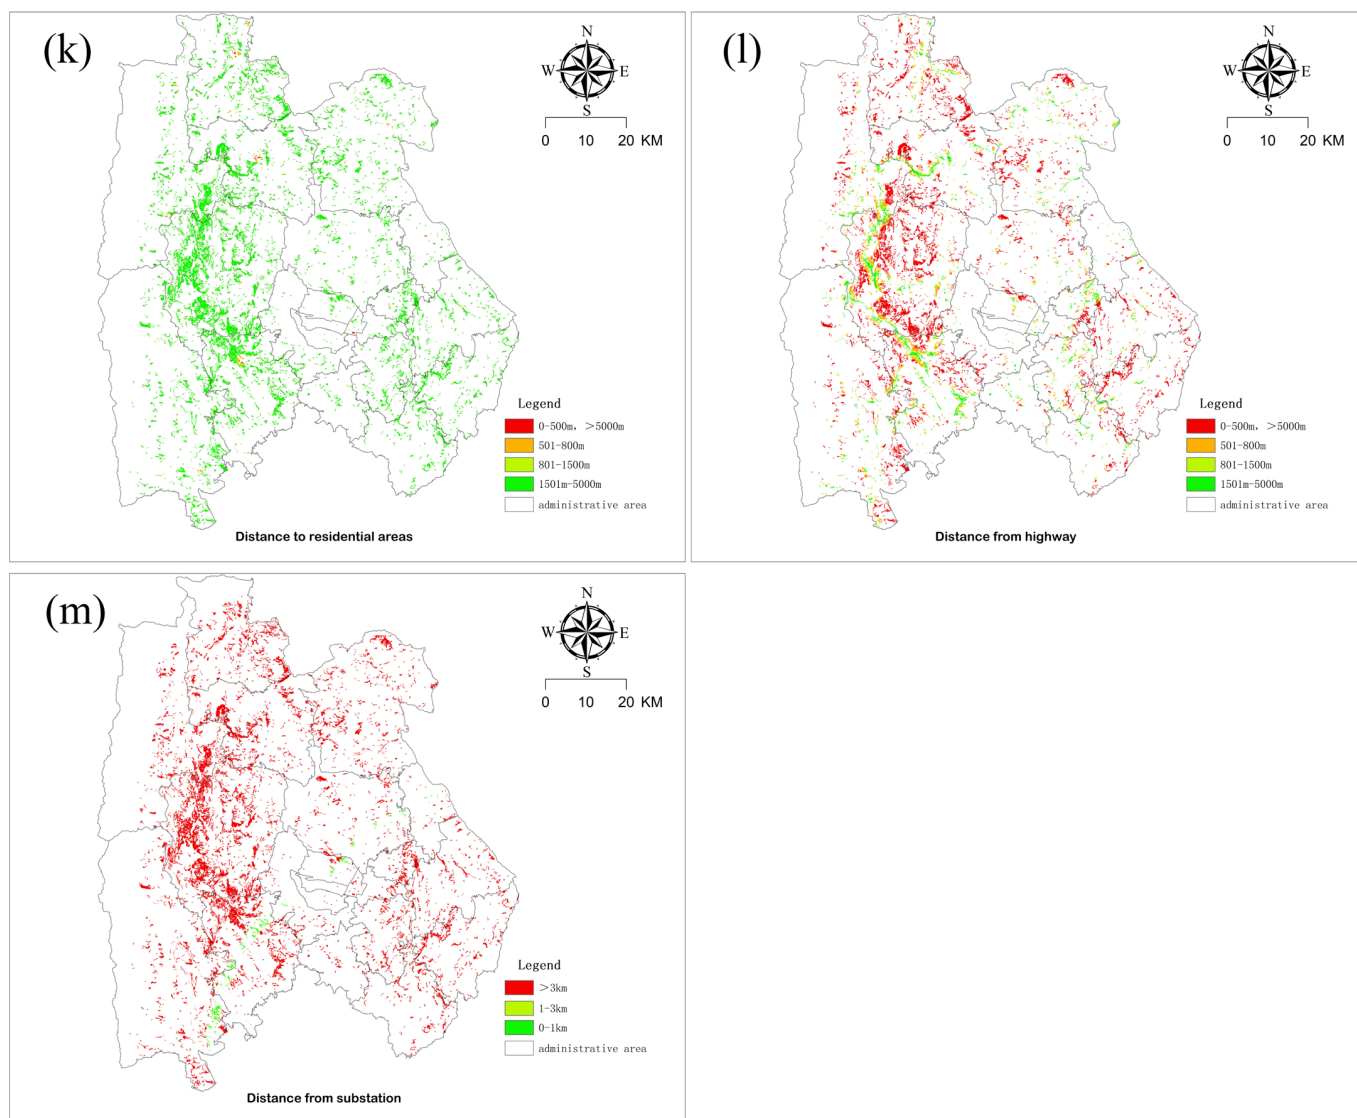 (k)
N
W E
S
0 10 20 KM
Legend
0-500m, >5000m
501-800m
801-1500m
1501m-5000m
administrative area
Distance to residential areas
(l)
N
W E
S
0 10 20 KM
Legend
0-500m, >5000m
501-800m
801-1500m
1501m-5000m
administrative area
Distance from highway
(m)
N
W E
S
0 10 20 KM
Legend
>3km
1-3km
0-1km
administrative area
Distance from substation